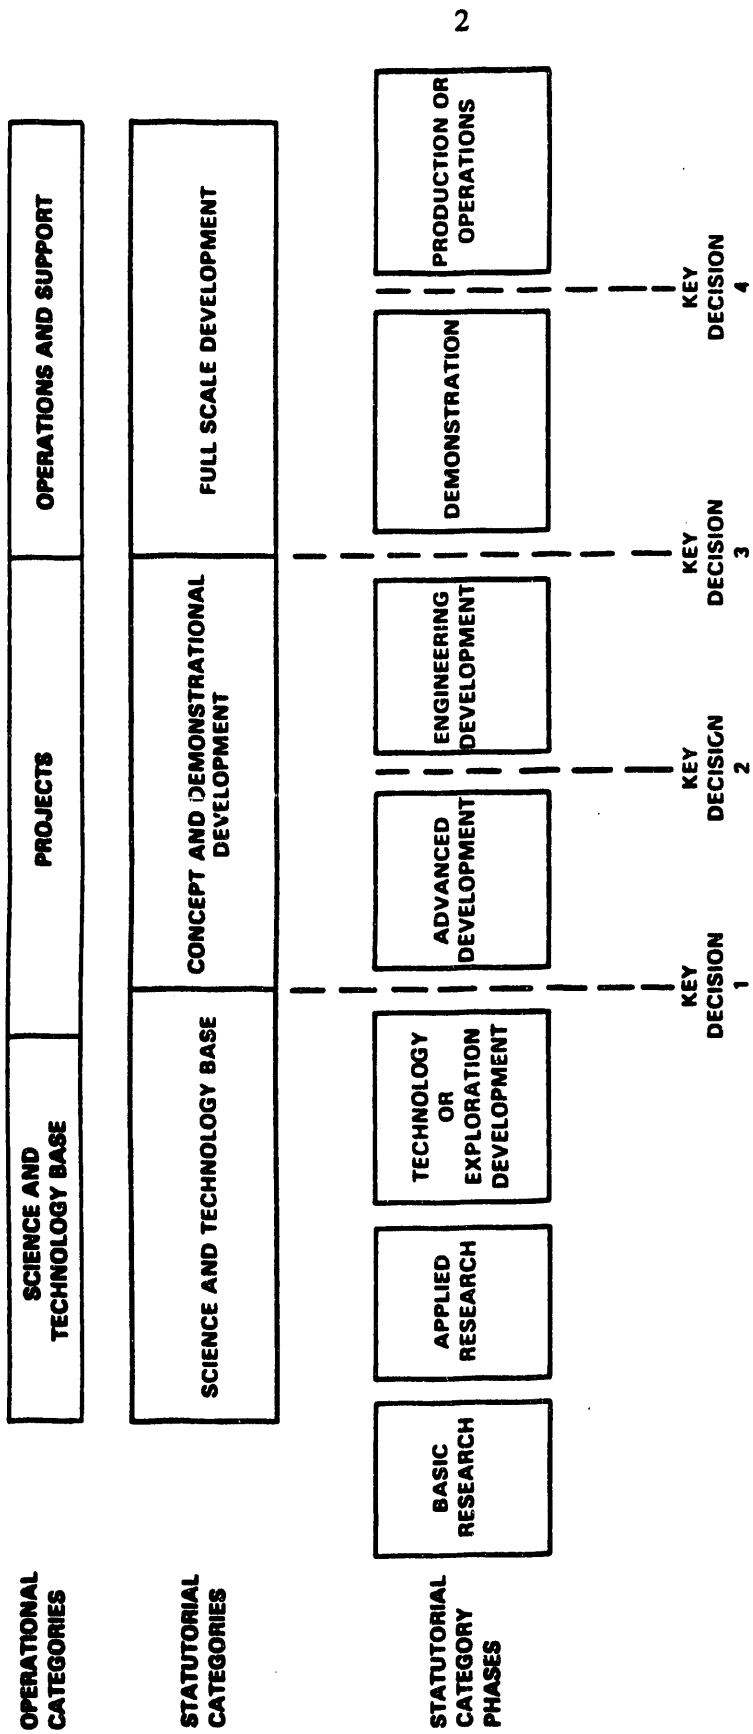 2
OPERATIONAL
CATEGORIES
SCIENCE AND
TECHNOLOGY BASE
PROJECTS
OPERATIONS AND SUPPORT
STATUTORIAL
CATEGORIES
SCIENCE AND TECHNOLOGY BASE
CONCEPT AND DEMONSTRATIONAL
DEVELOPMENT
FULL SCALE DEVELOPMENT
STATUTORIAL
CATEGORY
PHASES
BASIC
RESEARCH
APPLIED
RESEARCH
TECHNOLOGY
OR
EXPLORATION
DEVELOPMENT
ADVANCED
DEVELOPMENT
ENGINEERING
DEVELOPMENT
DEMONSTRATION
PRODUCTION OR
OPERATIONS
KEY
DECISION
1
KEY
DECISION
2
KEY
DECISION
3
KEY
DECISION
4